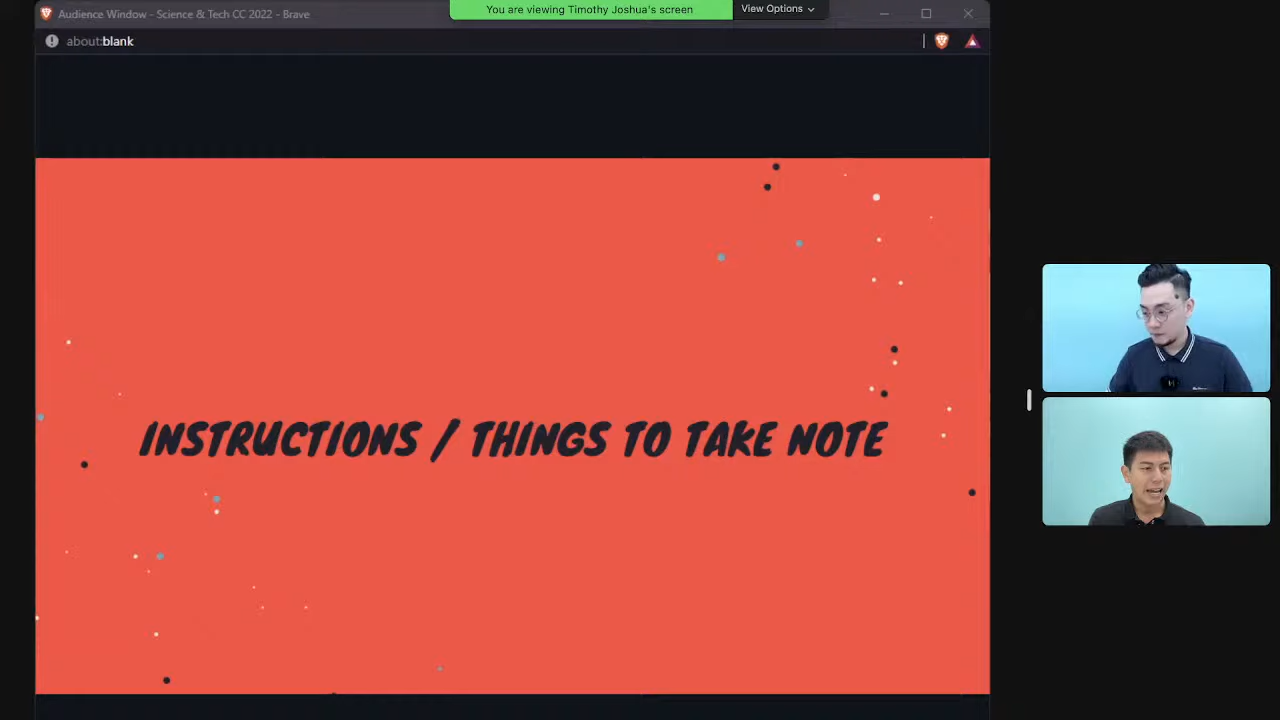 Audience Window - Science & Tech CC 2022 - Brave
You are viewing Timothy Joshua's screen
View Options
about:blank
INSTRUCTIONS / THINGS TO TAKE NOTE